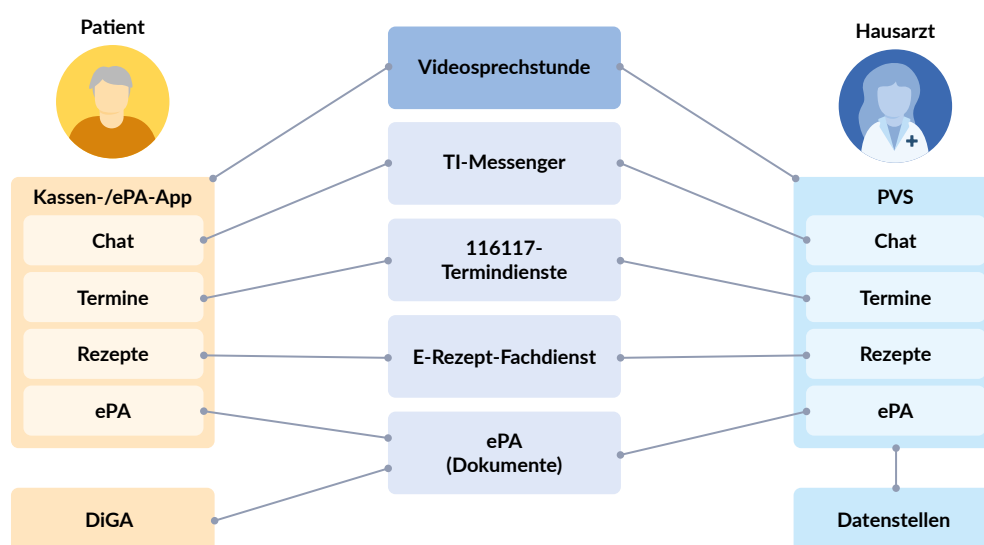 Patient
Hausarzt
Videosprechstunde
TI-Messenger
Kassen-/ePA-App
PVS
Chat
116117-
Termindienste
Chat
Termine
Termine
Rezepte
E-Rezept-Fachdienst
Rezepte
ePA
ePA
(Dokumente)
ePA
DiGA
Datenstellen